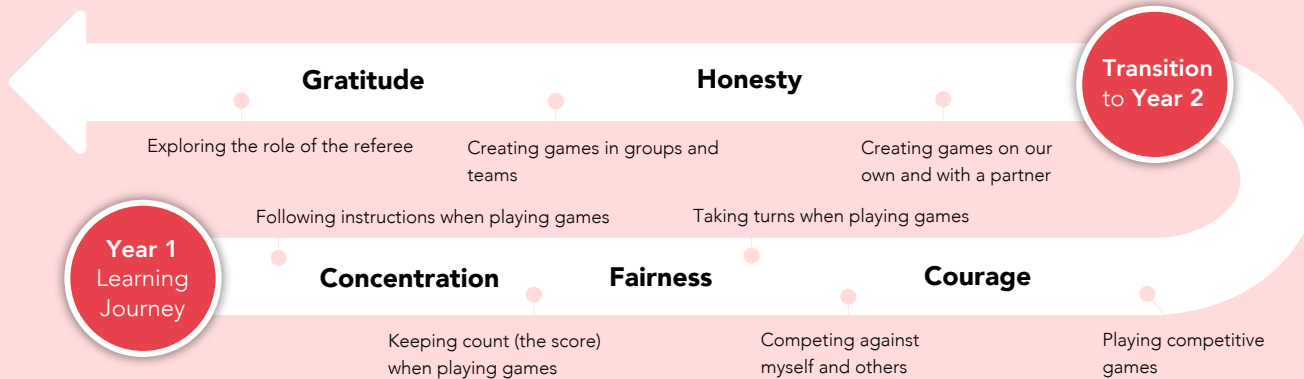 Gratitude
Honesty
Transition
to Year 2
Exploring the role of the referee
Creating games in groups and
teams
Creating games on our
own and with a partner
Following instructions when playing games
Taking turns when playing games
Year 1
Learning
Journey
Concentration
Fairness
Courage
Keeping count (the score)
when playing games
Competing against
myself and others
Playing competitive
games